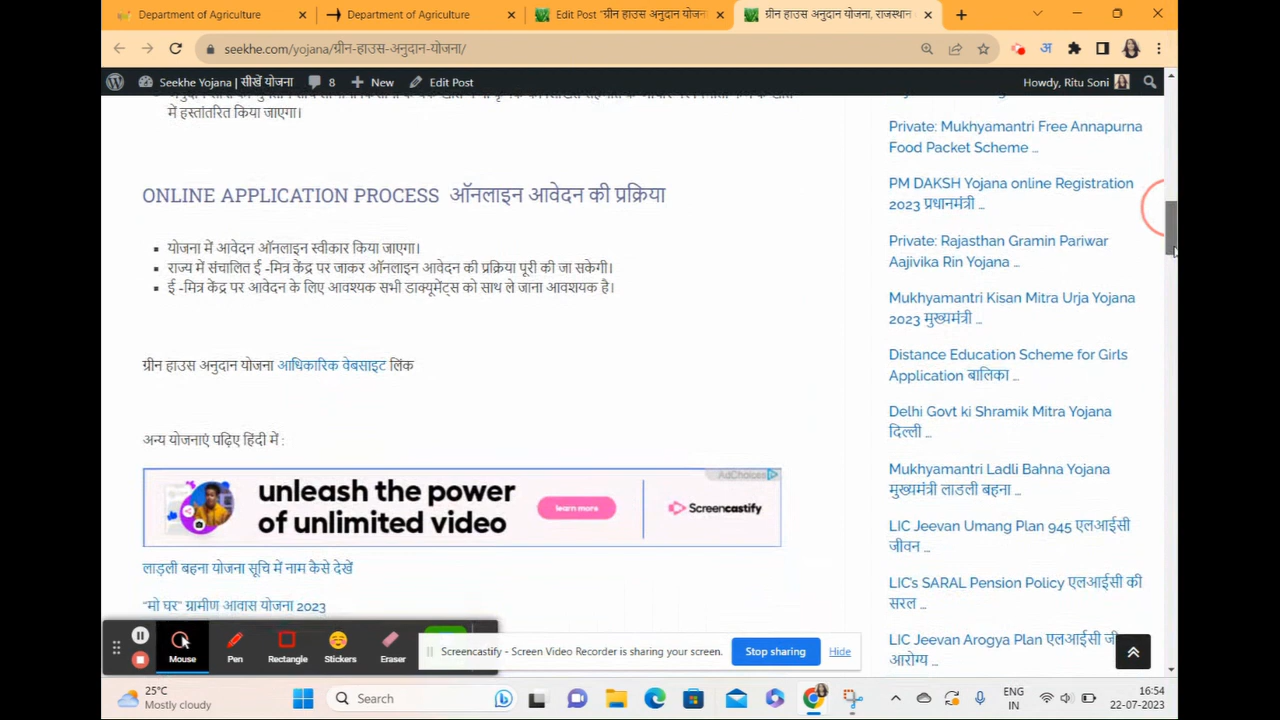 Department of Agriculture
Department of Agriculture
Edit Post "ग्रीन हाउस अनुदान योजना
ग्रीन हाउस अनुदान योजना, राजस्थान
seekhe.com/yojana/ग्रीन-हाउस-अनुदान-योजना/
Seekhe Yojana | सीखें योजना
8
New
Edit Post
Howdy, Ritu Soni
में हस्तांतरित किया जाएगा।
ONLINE APPLICATION PROCESS ऑनलाइन आवेदन की प्रक्रिया
योजना में आवेदन ऑनलाइन स्वीकार किया जाएगा।
राज्य में संचालित ई -मित्र केंद्र पर जाकर ऑनलाइन आवेदन की प्रक्रिया पूरी की जा सकेगी।
ई -मित्र केंद्र पर आवेदन के लिए आवश्यक सभी डाक्यूमेंट्स को साथ ले जाना आवशयक है।
ग्रीन हाउस अनुदान योजना आधिकारिक वेबसाइट लिंक
अन्य योजनाएं पढ़िए हिंदी में :
AdChoices
unleash the power
of unlimited video
learn more
Screencastify
लाड़ली बहना योजना सूचि में नाम कैसे देखें
"मो घर" ग्रामीण आवास योजना 2023
Private: Mukhyamantri Free Annapurna
Food Packet Scheme ...
PM DAKSH Yojana online Registration
2023 प्रधानमंत्री ...
Private: Rajasthan Gramin Pariwar
Aajivika Rin Yojana ...
Mukhyamantri Kisan Mitra Urja Yojana
2023 मुख्यमंत्री ...
Distance Education Scheme for Girls
Application बालिका ...
Delhi Govt ki Shramik Mitra Yojana
दिल्ली ...
Mukhyamantri Ladli Bahna Yojana
मुख्यमंत्री लाडली बहना ...
LIC Jeevan Umang Plan 945 एलआईसी
जीवन ...
LIC's SARAL Pension Policy एलआईसी की
सरल ...
LIC Jeevan Arogya Plan एलआईसी जी
आरोग्य ...
Mouse
Pen
Rectangle
Stickers
Eraser
Screencastify - Screen Video Recorder is sharing your screen.
Stop sharing
Hide
25°C
Mostly cloudy
Search
ENG
IN
16:54
22-07-2023